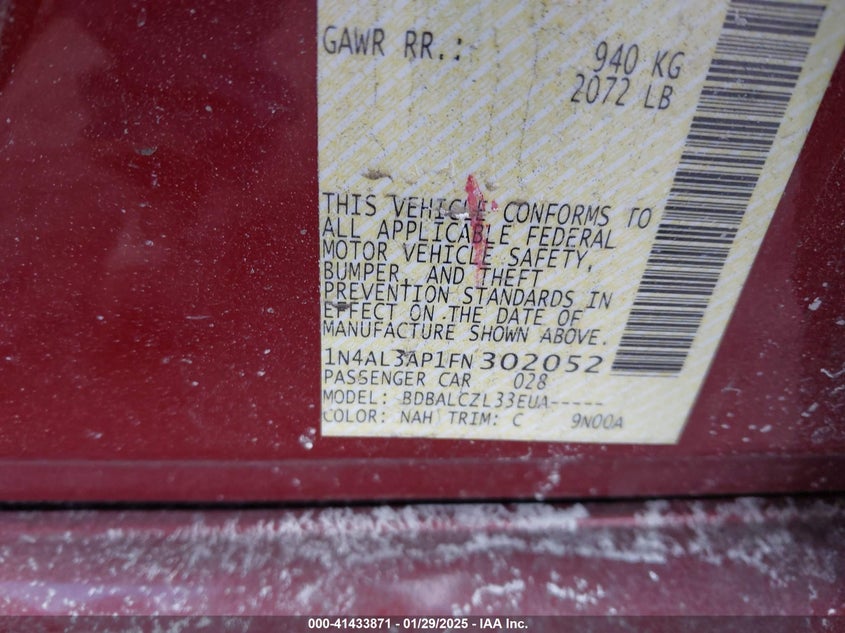 GAWR RR.: 940 KG
2072 LB
THIS VEHICLE CONFORMS TO
ALL APPLICABLE FEDERAL
MOTOR VEHICLE SAFETY,
BUMPER, AND THEFT
PREVENTION STANDARDS IN
EFFECT ON THE DATE OF
MANUFACTURE SHOWN ABOVE.
1N4AL3AP1FN302052
PASSENGER CAR 028
MODEL: BDBALCZL33EUA-----
COLOR: NAH TRIM: C 9N00A
000-41433871 | 01/29/2025 - IAA Inc.